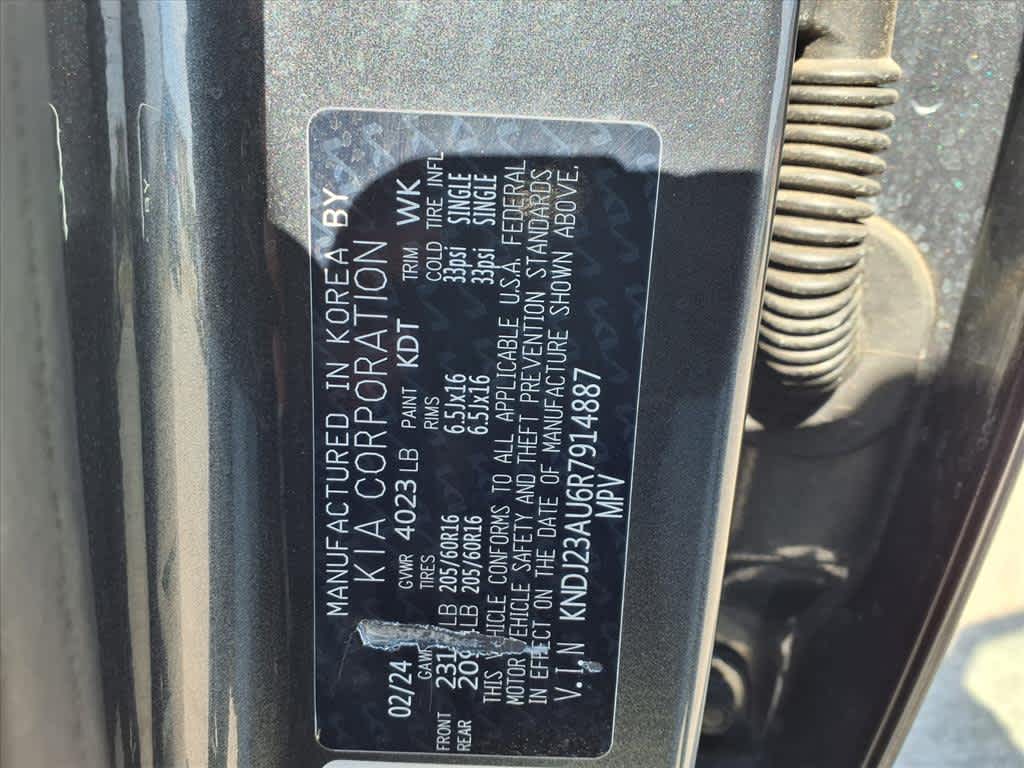 MANUFACTURED IN KOREA BY
KIA CORPORATION
02/24 GVWR 4023 LB PAINT KDT TRIM WK
TIRES RIMS COLD TIRE INFL
FRONT LB 205/60R16 6.5Jx16 33psi SINGLE
REAR LB 205/60R16 6.5Jx16 33psi SINGLE
THIS VEHICLE CONFORMS TO ALL APPLICABLE U.S.A. FEDERAL
MOTOR VEHICLE SAFETY AND THEFT PREVENTION STANDARDS
IN EFFECT ON THE DATE OF MANUFACTURE SHOWN ABOVE.
V.I.N KNDJ23AU6R7914887
MPV